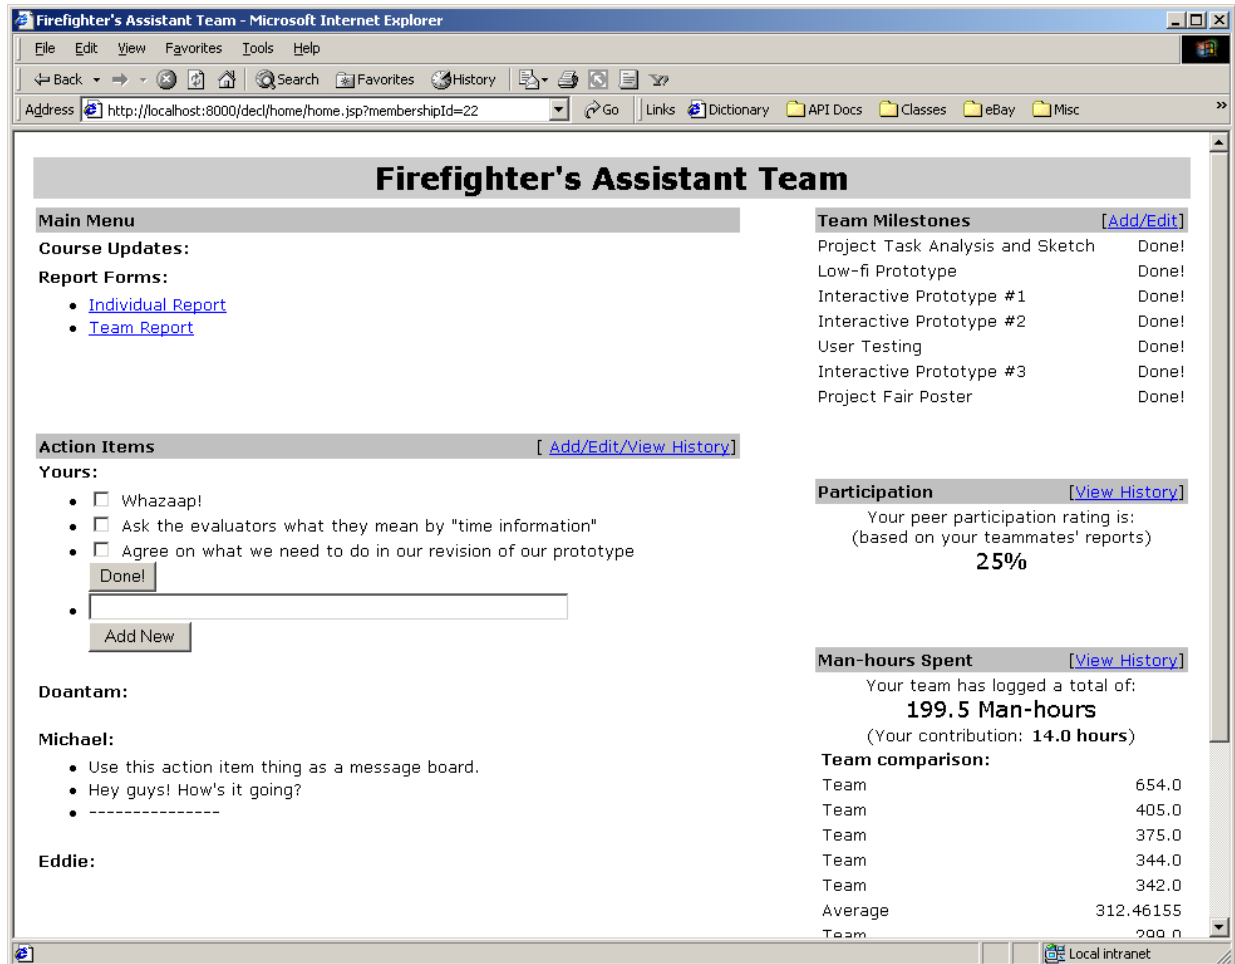 Firefighter's Assistant Team - Microsoft Internet Explorer
File Edit View Favorites Tools Help
Back Search Favorites History
Address http://localhost:8000/decl/home/home.jsp?membershipId=22 Go Links Dictionary API Docs Classes eBay Misc »
Firefighter's Assistant Team
Main Menu
Course Updates:
Report Forms:
• Individual Report
• Team Report
Action Items [ Add/Edit/View History]
Yours:
• Whazaap!
• Ask the evaluators what they mean by "time information"
• Agree on what we need to do in our revision of our prototype
Done!
•
Add New
Doantam:
Michael:
• Use this action item thing as a message board.
• Hey guys! How's it going?
• ---------------
Eddie:
Team Milestones [Add/Edit]
Project Task Analysis and Sketch Done!
Low-fi Prototype Done!
Interactive Prototype #1 Done!
Interactive Prototype #2 Done!
User Testing Done!
Interactive Prototype #3 Done!
Project Fair Poster Done!
Participation [View History]
Your peer participation rating is:
(based on your teammates' reports)
25%
Man-hours Spent [View History]
Your team has logged a total of:
199.5 Man-hours
(Your contribution: 14.0 hours)
Team comparison:
Team 654.0
Team 405.0
Team 375.0
Team 344.0
Team 342.0
Average 312.46155
Team 299.0
Local intranet